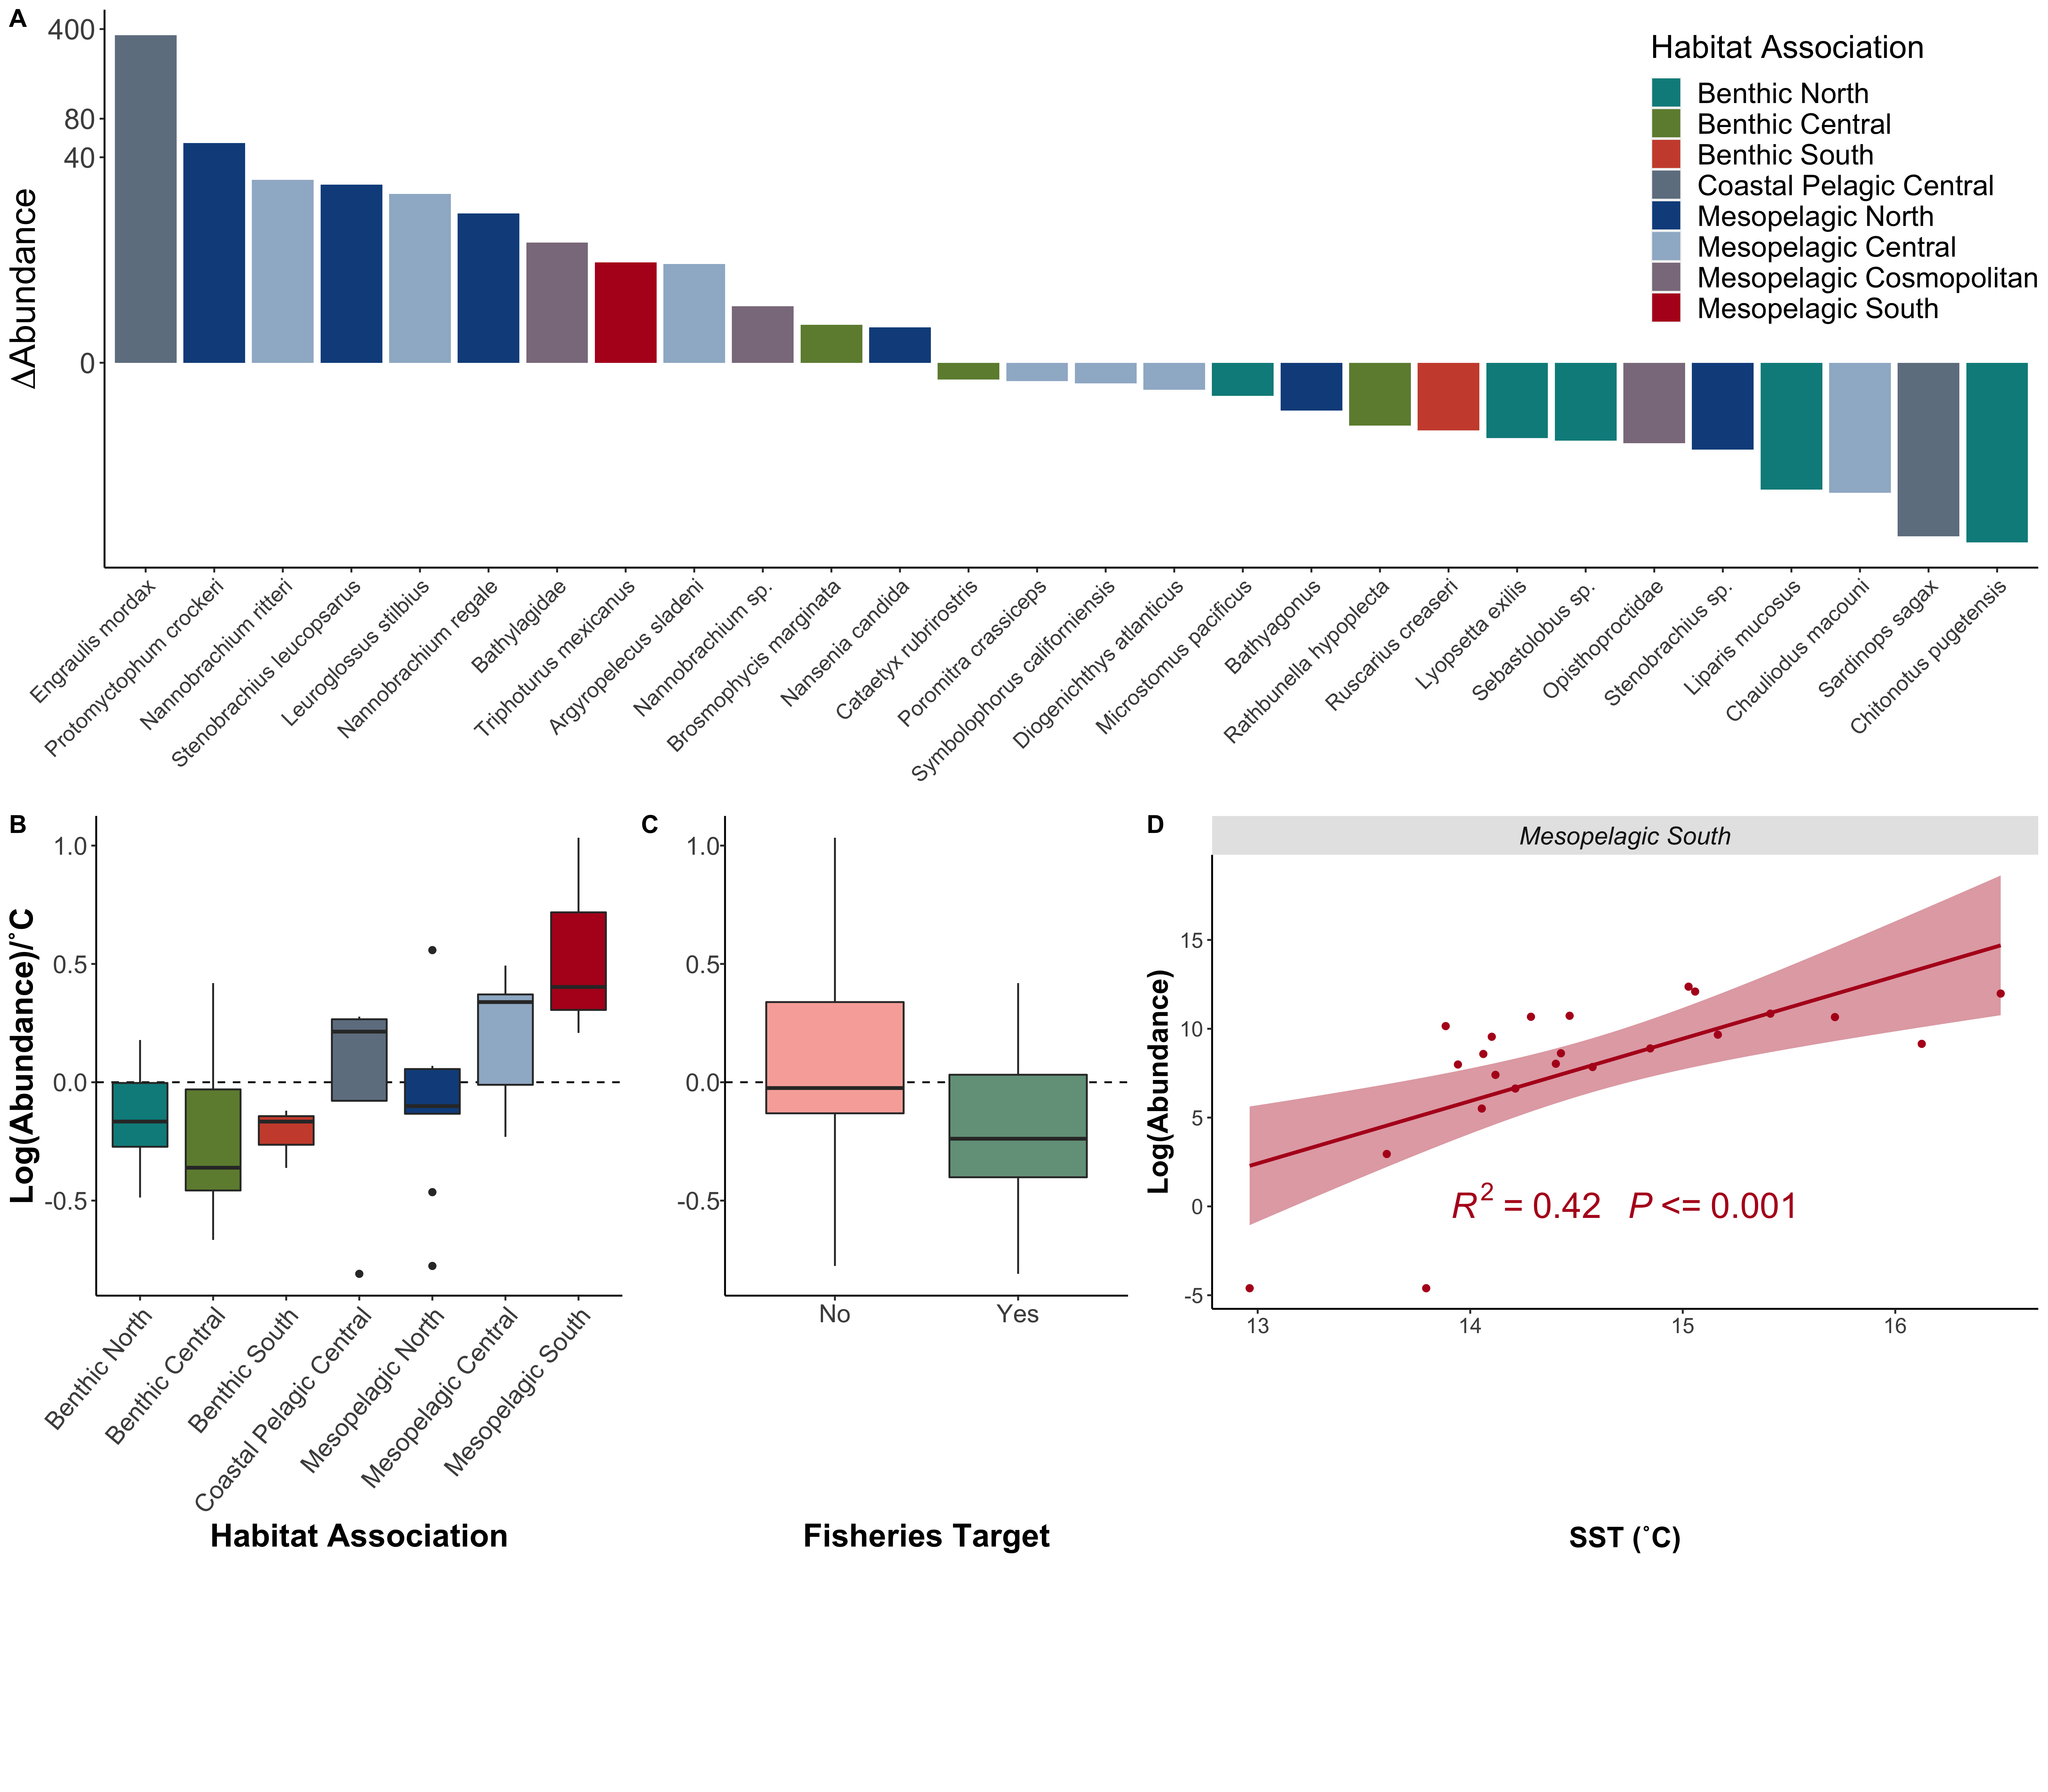 A
400
80
40
0
ΔAbundance
Habitat Association
Benthic North
Benthic Central
Benthic South
Coastal Pelagic Central
Mesopelagic North
Mesopelagic Central
Mesopelagic Cosmopolitan
Mesopelagic South
Engraulis mordax
Protomyctophum crockeri
Nannobrachium ritteri
Stenobrachius leucopsarus
Leuroglossus stilbius
Nannobrachium regale
Bathylagidae
Triphoturus mexicanus
Argyropelecus sladeni
Nannobrachium sp.
Brosmophycis marginata
Nansenia candida
Cataetyx rubrirostris
Poromitra crassiceps
Symbolophorus californiensis
Diogenichthys atlanticus
Microstomus pacificus
Bathyagonus
Rathbunella hypoplecta
Ruscarius creaseri
Lyopsetta exilis
Sebastolobus sp.
Opisthoproctidae
Stenobrachius sp.
Liparis mucosus
Chauliodus macouni
Sardinops sagax
Chitonotus pugetensis
B
1.0
0.5
0.0
-0.5
Log(Abundance)/˚C
Benthic North
Benthic Central
Benthic South
Coastal Pelagic Central
Mesopelagic North
Mesopelagic Central
Mesopelagic South
Habitat Association
C
1.0
0.5
0.0
-0.5
No
Yes
Fisheries Target
D
Mesopelagic South
15
10
5
0
-5
Log(Abundance)
R² = 0.42 P <= 0.001
13
14
15
16
SST (˚C)